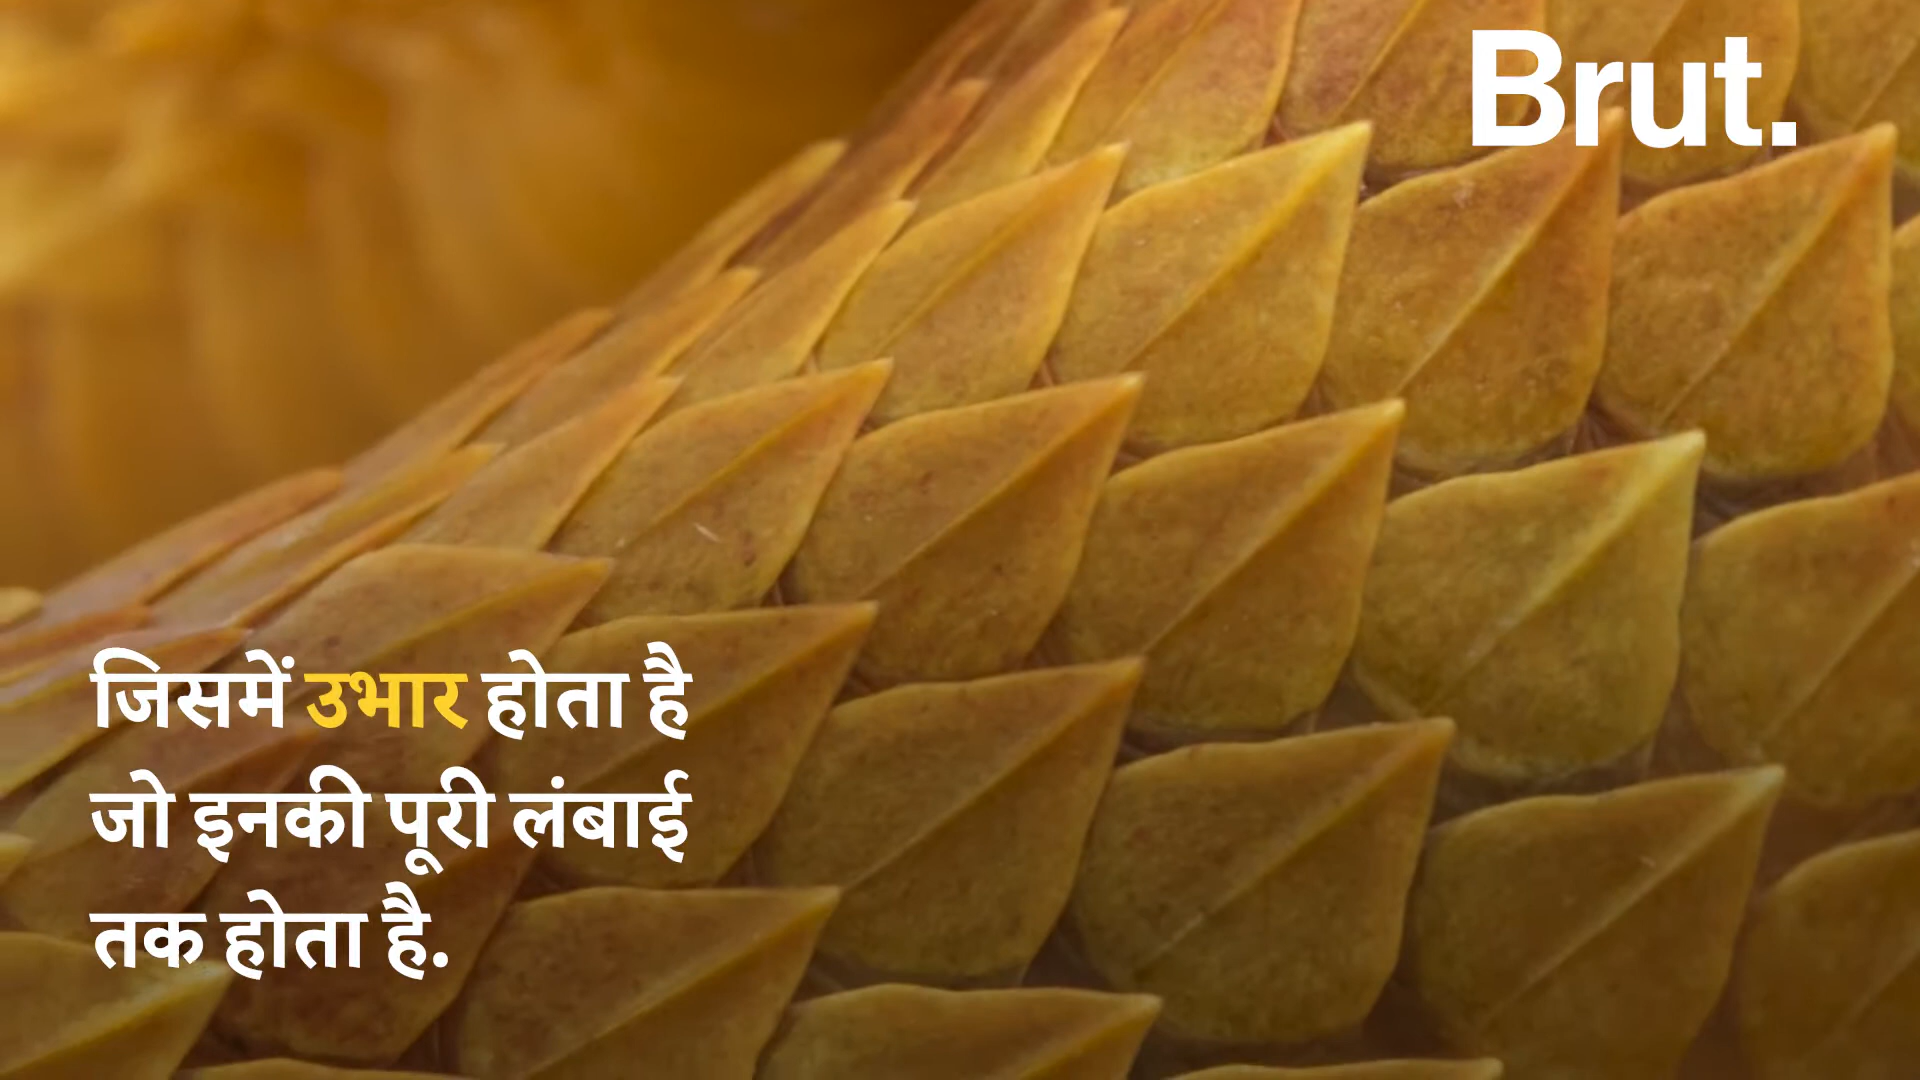 Brut.
जिसमें उभार होता है
जो इनकी पूरी लंबाई
तक होता है.